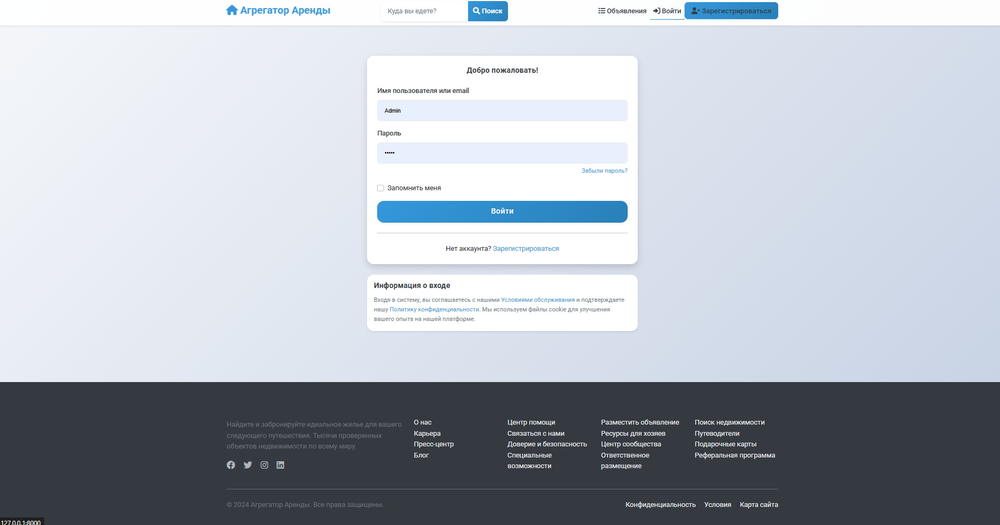 Агрегатор Аренды
Куда вы едете?
Поиск
Объявления
Войти
Зарегистрироваться
Добро пожаловать!
Имя пользователя или email
Admin
Пароль
•••••
Забыли пароль?
Запомнить меня
Войти
Нет аккаунта? Зарегистрироваться
Информация о входе
Входя в систему, вы соглашаетесь с нашими Условиями обслуживания и подтверждаете
нашу Политику конфиденциальности. Мы используем файлы cookie для улучшения
вашего опыта на нашей платформе.
Найдите и забронируйте идеальное жилье для вашего
следующего путешествия. Тысячи проверенных
объектов недвижимости по всему миру.
О нас
Карьера
Пресс-центр
Блог
Центр помощи
Связаться с нами
Доверие и безопасность
Специальные
возможности
Разместить объявление
Ресурсы для хозяев
Центр сообщества
Ответственное
размещение
Поиск недвижимости
Путеводители
Подарочные карты
Реферальная программа
© 2024 Агрегатор Аренды. Все права защищены.
Конфиденциальность
Условия
Карта сайта
127.0.0.1:8000